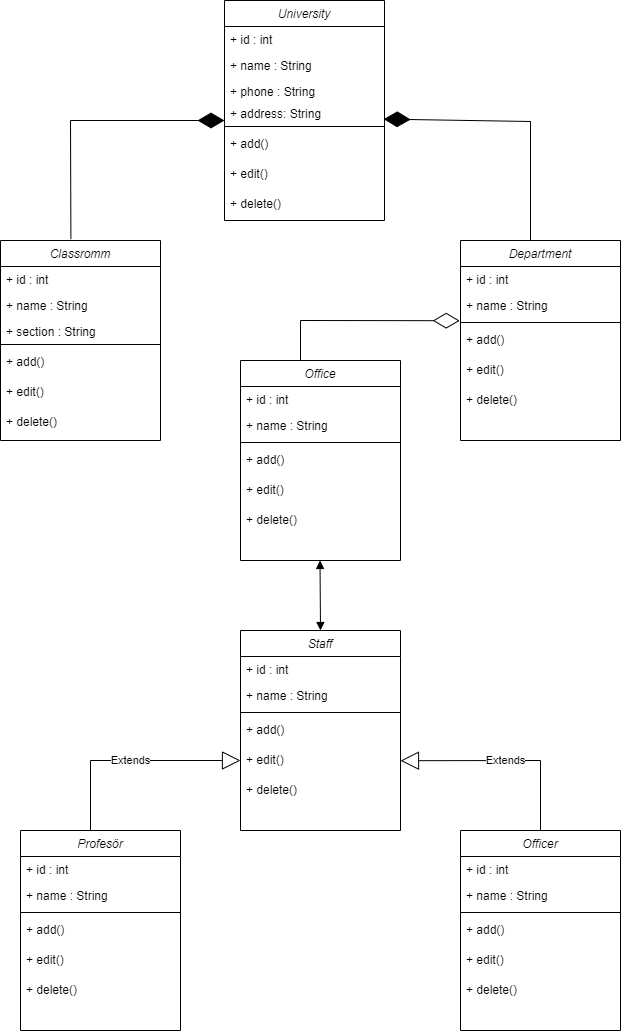 University
+ id : int
+ name : String
+ phone : String
+ address: String
+ add()
+ edit()
+ delete()
Classromm
+ id : int
+ name : String
+ section : String
+ add()
+ edit()
+ delete()
Department
+ id : int
+ name : String
+ add()
+ edit()
+ delete()
Office
+ id : int
+ name : String
+ add()
+ edit()
+ delete()
Staff
+ id : int
+ name : String
+ add()
+ edit()
+ delete()
Extends
Extends
Profesör
+ id : int
+ name : String
+ add()
+ edit()
+ delete()
Officer
+ id : int
+ name : String
+ add()
+ edit()
+ delete()